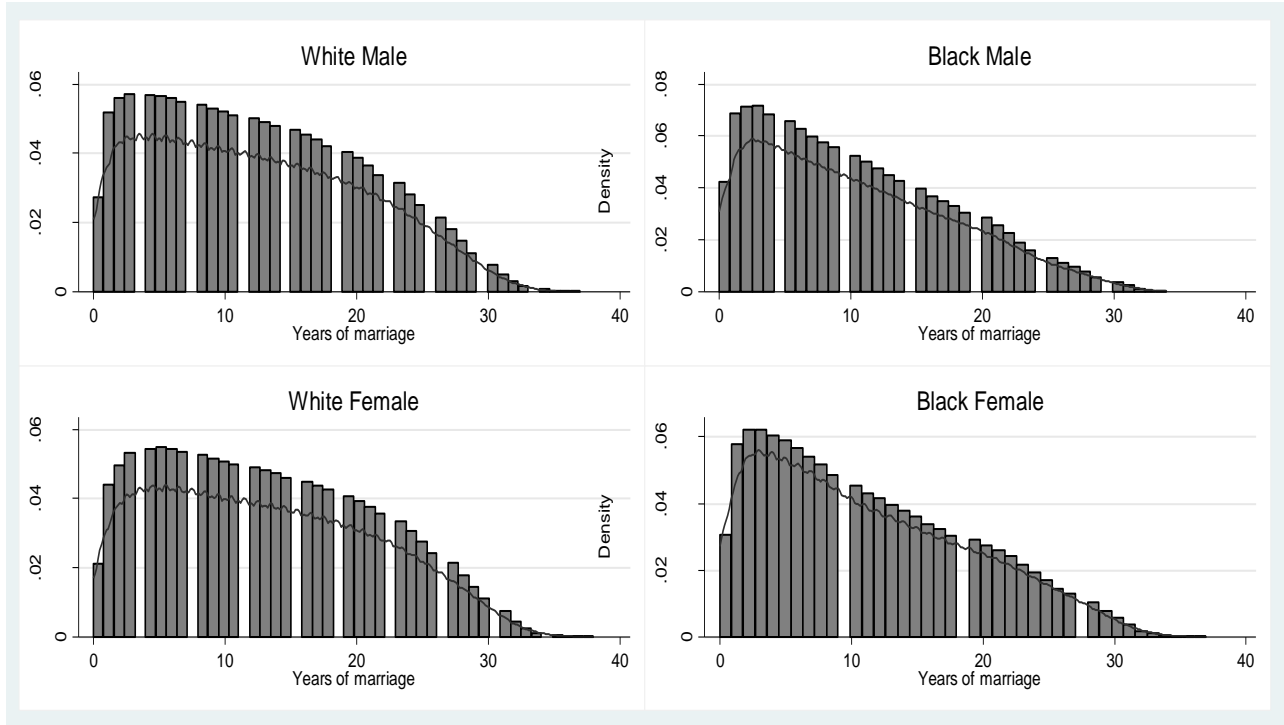 White Male
.06
.04
.02
0
0 10 20 30 40
Years of marriage
Black Male
Density
.08
.06
.04
.02
0
0 10 20 30 40
Years of marriage
White Female
.06
.04
.02
0
0 10 20 30 40
Years of marriage
Black Female
Density
.06
.04
.02
0
0 10 20 30 40
Years of marriage